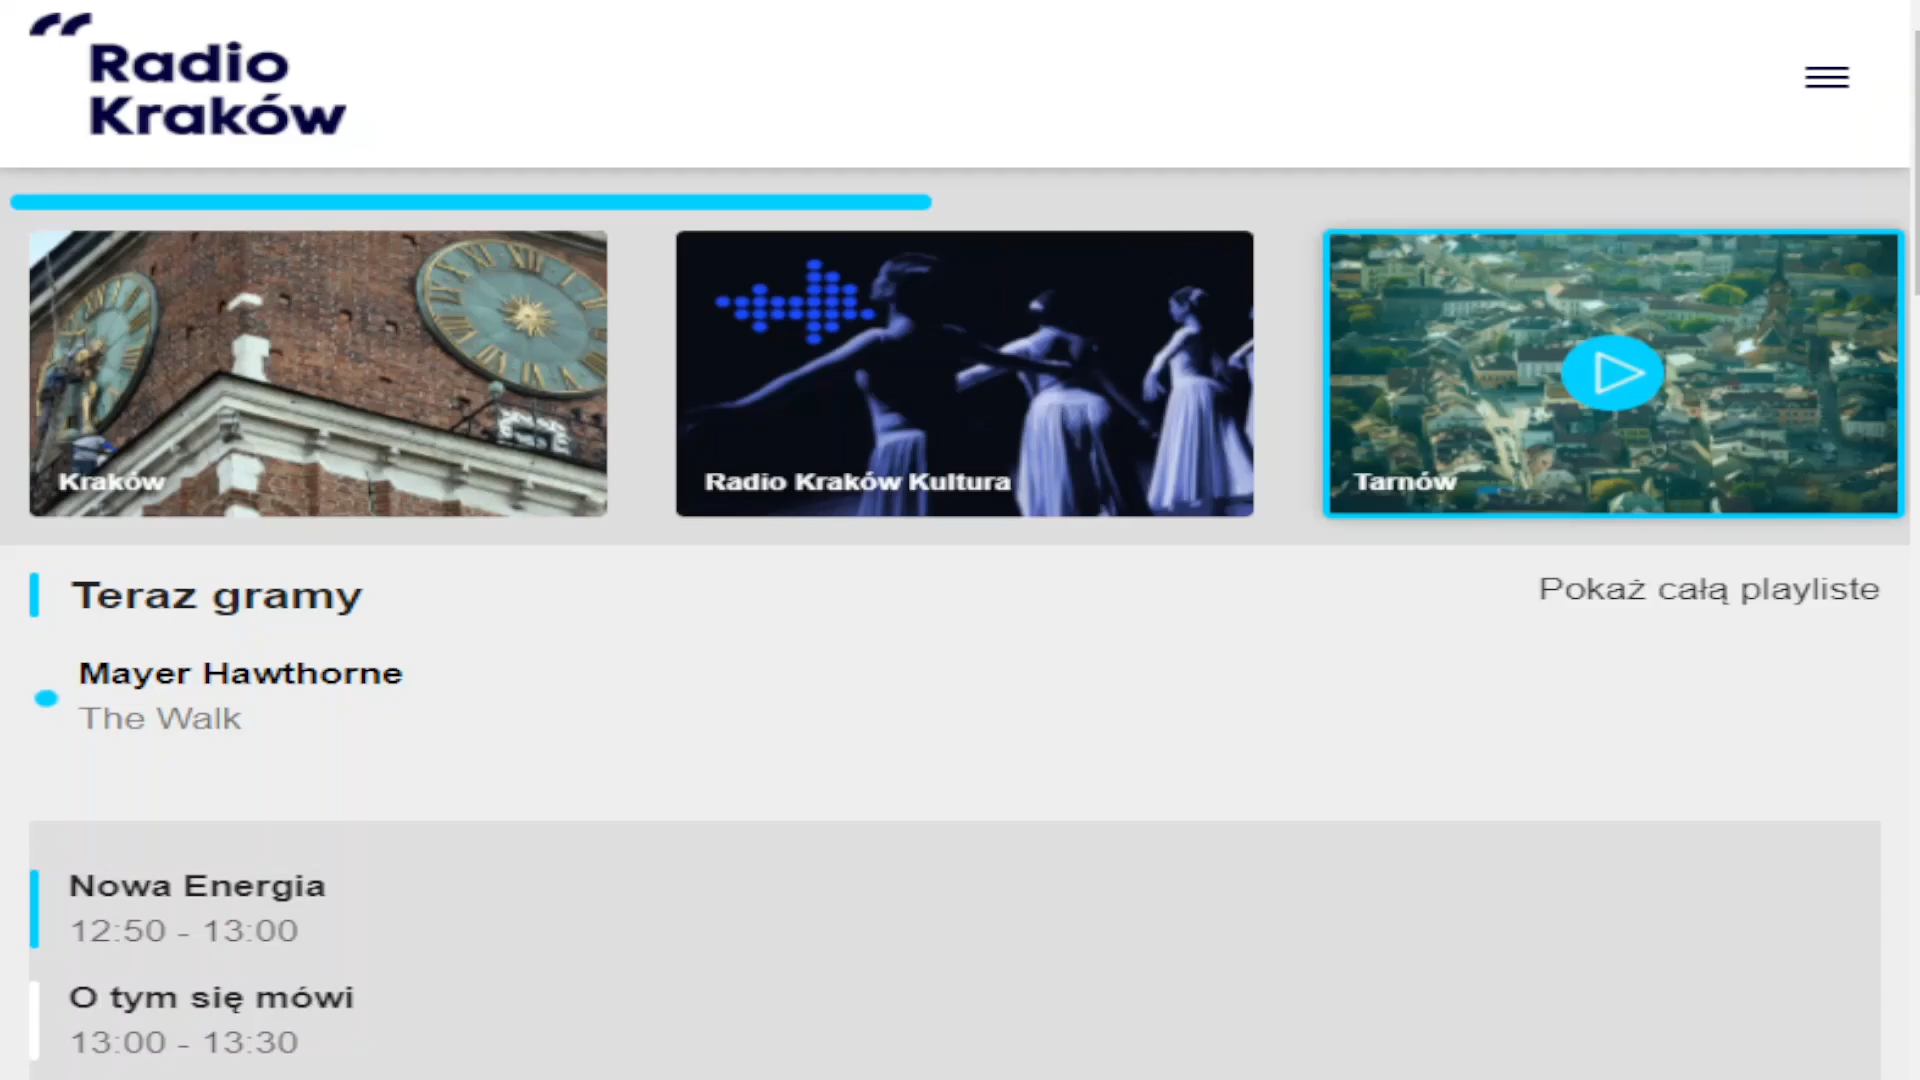 Radio
Kraków
Kraków
Radio Kraków Kultura
Tarnów
Teraz gramy
Pokaż całą playliste
Mayer Hawthorne
The Walk
Nowa Energia
12:50 - 13:00
O tym się mówi
13:00 - 13:30